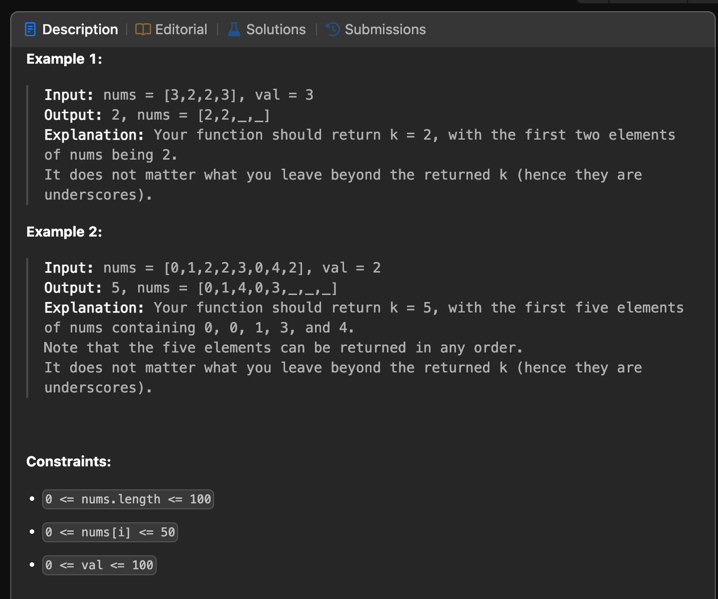 Description | Editorial | Solutions | Submissions
Example 1:
Input: nums = [3,2,2,3], val = 3
Output: 2, nums = [2,2,_,_]
Explanation: Your function should return k = 2, with the first two elements
of nums being 2.
It does not matter what you leave beyond the returned k (hence they are
underscores).
Example 2:
Input: nums = [0,1,2,2,3,0,4,2], val = 2
Output: 5, nums = [0,1,4,0,3,_,_,_]
Explanation: Your function should return k = 5, with the first five elements
of nums containing 0, 0, 1, 3, and 4.
Note that the five elements can be returned in any order.
It does not matter what you leave beyond the returned k (hence they are
underscores).
Constraints:
• 0 <= nums.length <= 100
• 0 <= nums[i] <= 50
• 0 <= val <= 100